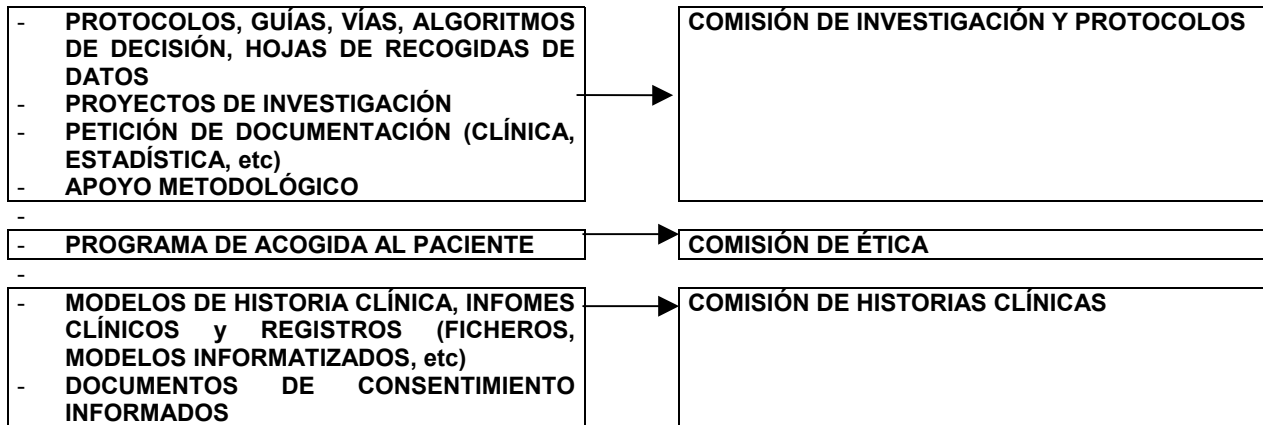 - PROTOCOLOS, GUÍAS, VÍAS, ALGORITMOS
DE DECISIÓN, HOJAS DE RECOGIDAS DE
DATOS
- PROYECTOS DE INVESTIGACIÓN
- PETICIÓN DE DOCUMENTACIÓN (CLÍNICA,
ESTADÍSTICA, etc)
- APOYO METODOLÓGICO
COMISIÓN DE INVESTIGACIÓN Y PROTOCOLOS
-
- PROGRAMA DE ACOGIDA AL PACIENTE
COMISIÓN DE ÉTICA
-
- MODELOS DE HISTORIA CLÍNICA, INFOMES
CLÍNICOS y REGISTROS (FICHEROS,
MODELOS INFORMATIZADOS, etc)
- DOCUMENTOS DE CONSENTIMIENTO
INFORMADOS
COMISIÓN DE HISTORIAS CLÍNICAS